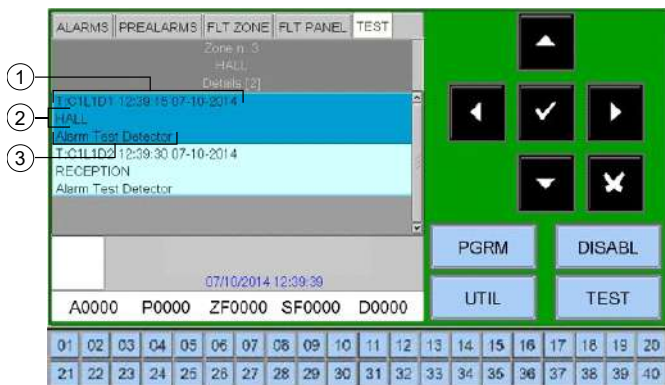 ALARMS PREALARMS FLT ZONE FLT PANEL TEST
Zone n. 3
HALL
Details [2]
1
T:C1L1D1 12:39:15 07-10-2014
2
HALL
3
Alarm Test Detector
T:C1L1D2 12:39:30 07-10-2014
RECEPTION
Alarm Test Detector
07/10/2014 12:39:39
A0000 P0000 ZF0000 SF0000 D0000
PGRM DISABL
UTIL TEST
01 02 03 04 05 06 07 08 09 10 11 12 13 14 15 16 17 18 19 20
21 22 23 24 25 26 27 28 29 30 31 32 33 34 35 36 37 38 39 40